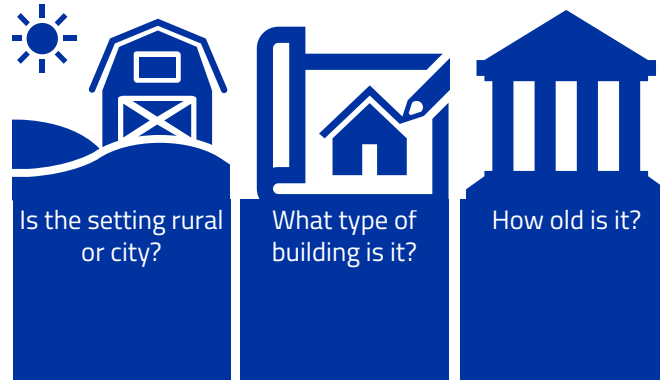 Is the setting rural
or city?
What type of
building is it?
How old is it?